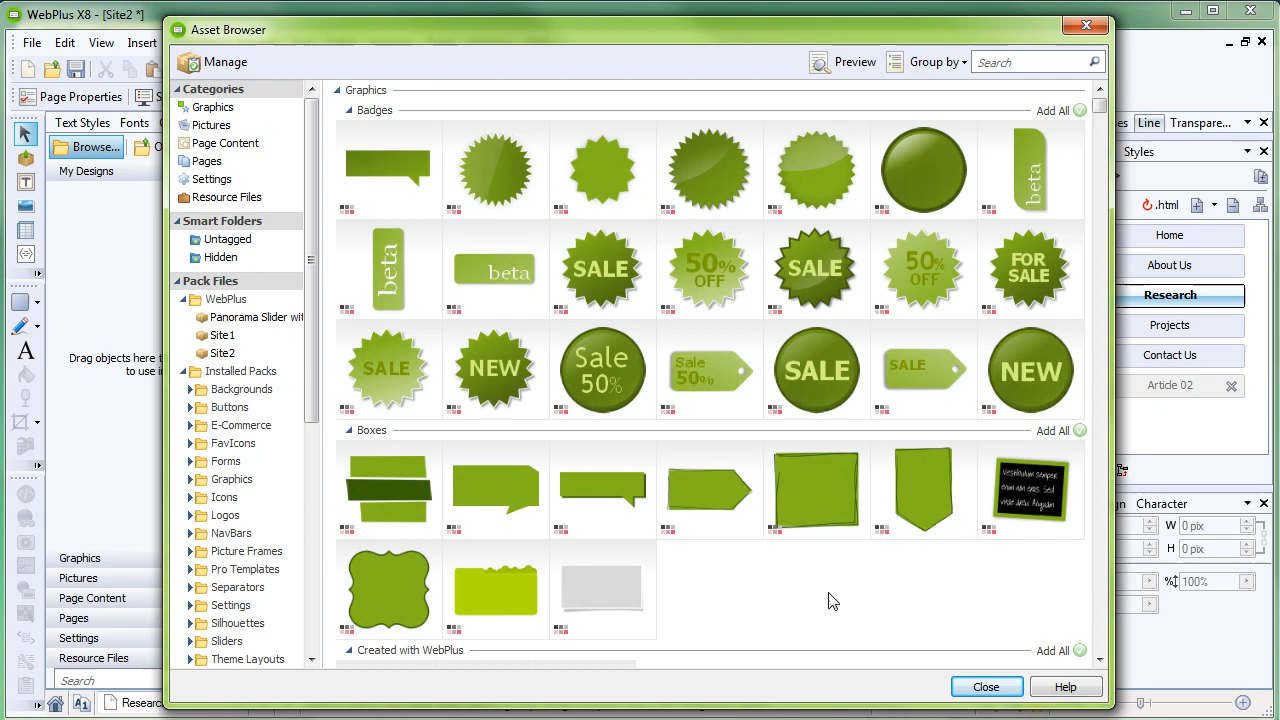 WebPlus X8 - [Site2 *]
Asset Browser
File Edit View Insert
Manage
Preview
Group by
Search
Page Properties
Text Styles Fonts
Browse...
My Designs
Drag objects here
Graphics
Pictures
Page Content
Pages
Settings
Resource Files
Search
Categories
Graphics
Pictures
Page Content
Pages
Settings
Resource Files
Smart Folders
Untagged
Hidden
Pack Files
WebPlus
Panorama Slider
Site1
Site2
Installed Packs
Backgrounds
Buttons
E-Commerce
FavIcons
Forms
Graphics
Icons
Logos
NavBars
Picture Frames
Pro Templates
Separators
Settings
Silhouettes
Sliders
Theme Layouts
Graphics
Badges
Add All
beta
beta
beta
SALE
50% OFF
SALE
50% OFF
FOR SALE
SALE
NEW
Sale 50%
Sale 50%
SALE
SALE
NEW
Boxes
Add All
Vestibulum semper
Created with WebPlus
Add All
Close
Help
Line
Transpare...
Styles
.html
Home
About Us
Research
Projects
Contact Us
Article 02
Character
W 0 pix
H 0 pix
% 100%